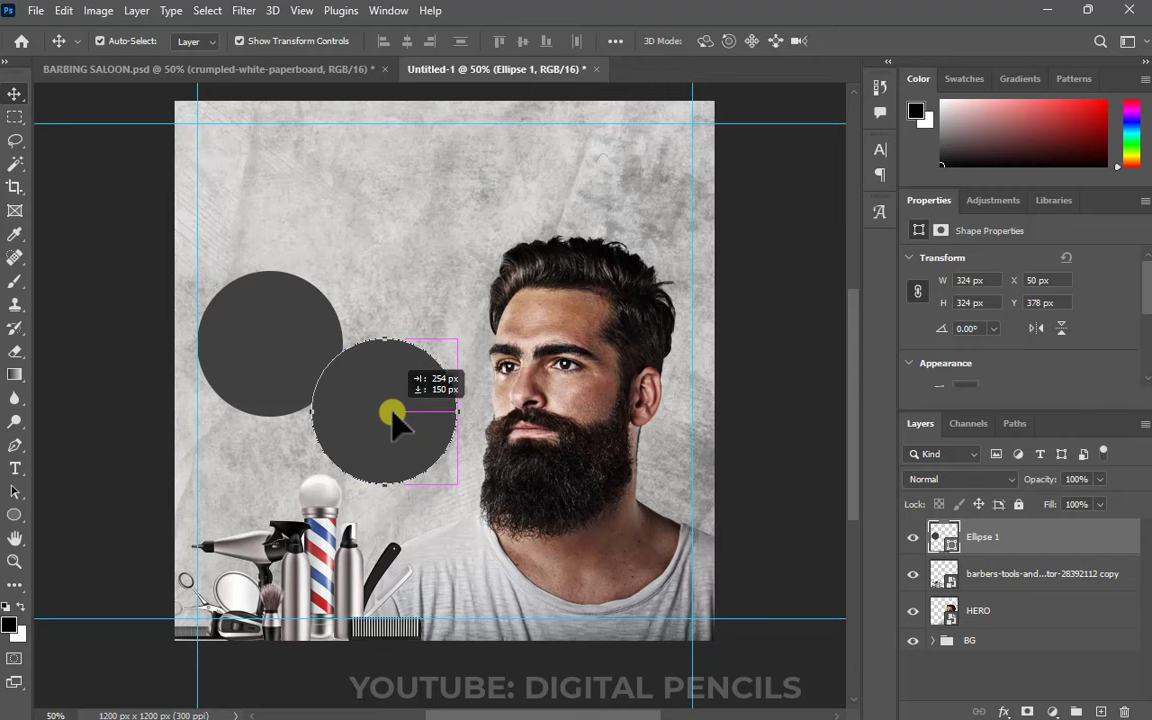 Ps File Edit Image Layer Type Select Filter 3D View Plugins Window Help
Auto-Select: Layer Show Transform Controls 3D Mode:
BARBING SALOON.psd @ 50% (crumpled-white-paperboard, RGB/16) * × Untitled-1 @ 50% (Ellipse 1, RGB/16) * ×
Color Swatches Gradients Patterns
Properties Adjustments Libraries
Shape Properties
Transform
W 324 px X 50 px
H 324 px Y 378 px
0.00°
Appearance
: 254 px
: 150 px
Layers Channels Paths
Kind
Normal Opacity: 100%
Lock: Fill: 100%
Ellipse 1
barbers-tools-and...tor-28392112 copy
HERO
BG
YOUTUBE: DIGITAL PENCILS
50% 1200 px x 1200 px (300 ppi)
fx